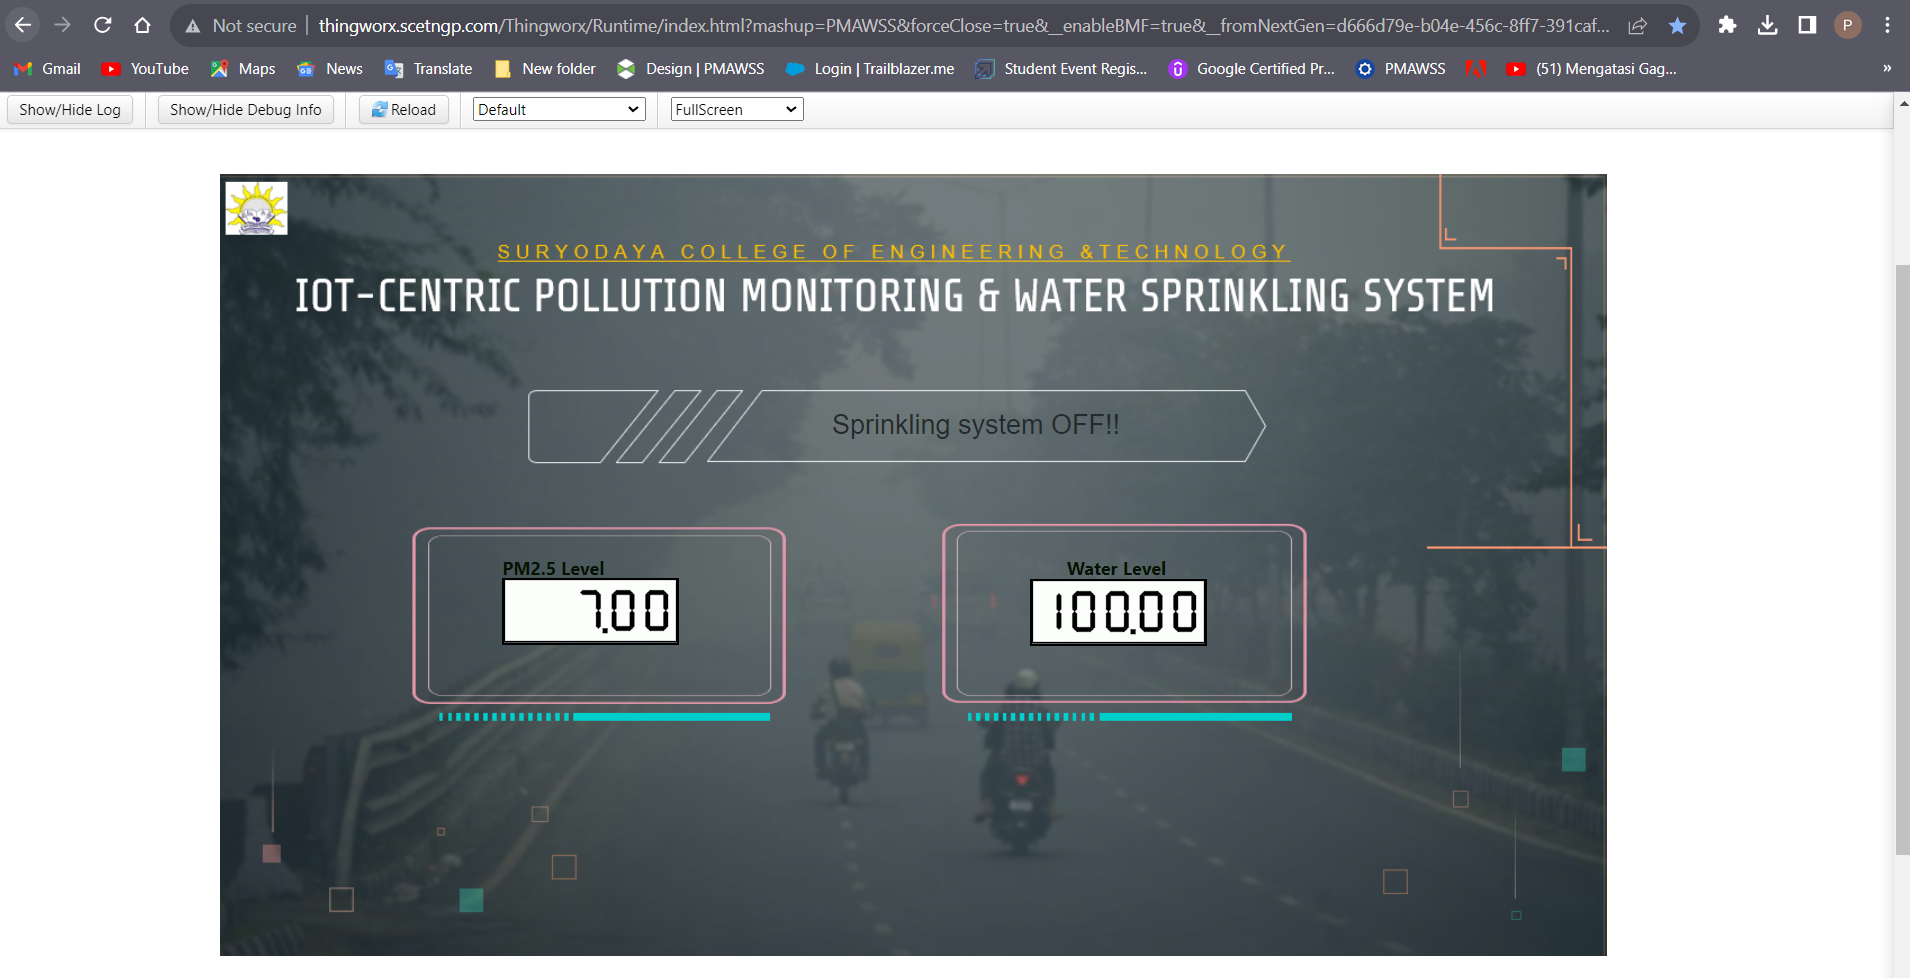 Not secure thingworx.scetngp.com/Thingworx/Runtime/index.html?mashup=PMAWSS&forceClose=true&__enableBMF=true&__fromNextGen=d666d79e-b04e-456c-8ff7-391caf... P
Gmail YouTube Maps News Translate New folder Design | PMAWSS Login | Trailblazer.me Student Event Regis... Google Certified Pr... PMAWSS (51) Mengatasi Gag... »
Show/Hide Log Show/Hide Debug Info Reload Default FullScreen
SURYODAYA COLLEGE OF ENGINEERING &TECHNOLOGY
IOT-CENTRIC POLLUTION MONITORING & WATER SPRINKLING SYSTEM
Sprinkling system OFF!!
PM2.5 Level
7.00
Water Level
100.00